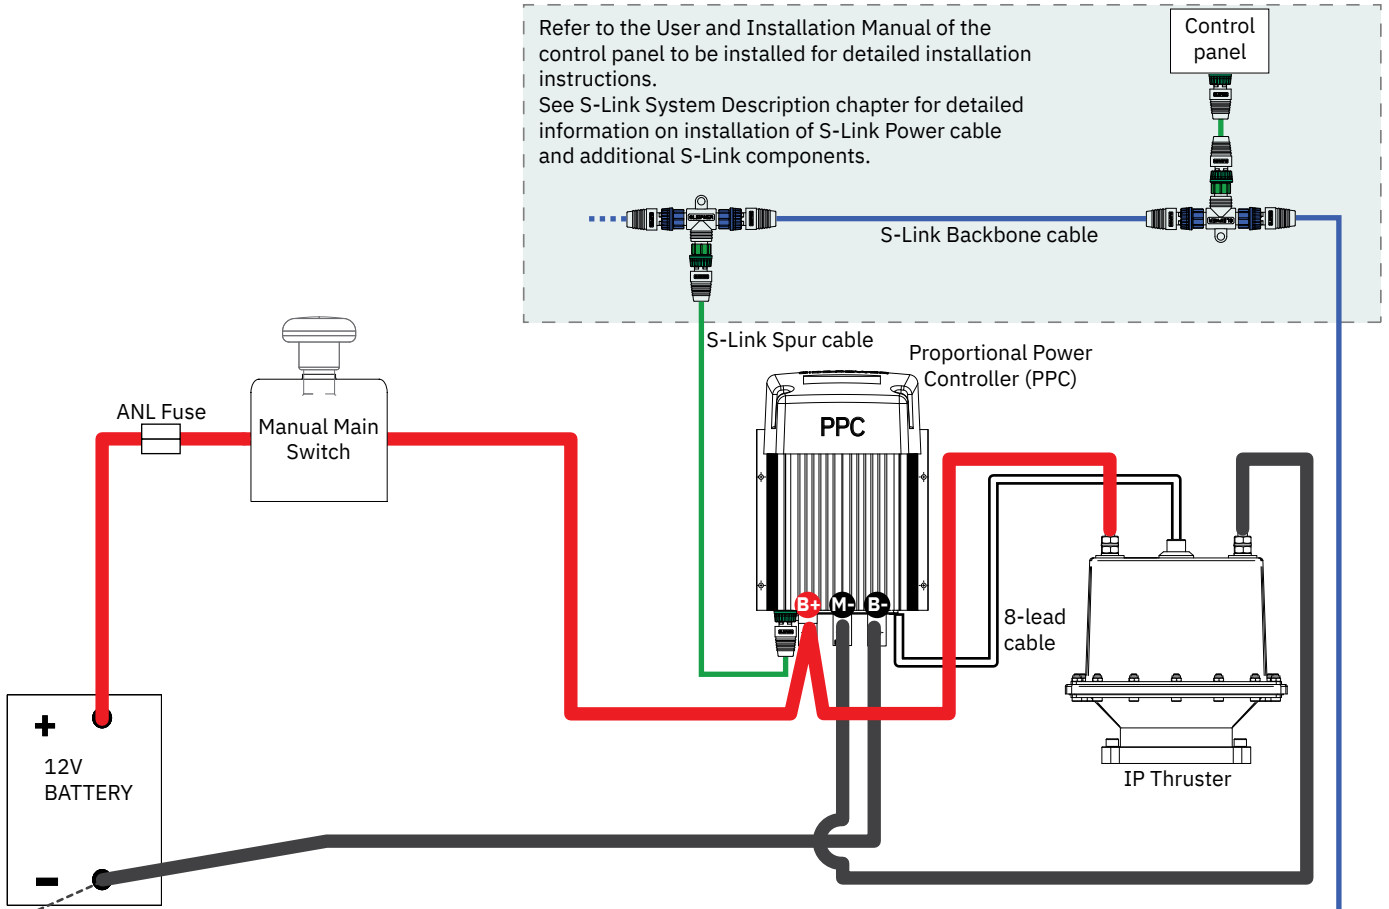 Refer to the User and Installation Manual of the
control panel to be installed for detailed installation
instructions.
See S-Link System Description chapter for detailed
information on installation of S-Link Power cable
and additional S-Link components.
Control
panel
S-Link Backbone cable
S-Link Spur cable
Proportional Power
Controller (PPC)
ANL Fuse
Manual Main
Switch
PPC
B+
M-
B-
8-lead
cable
+
12V
BATTERY
-
IP Thruster